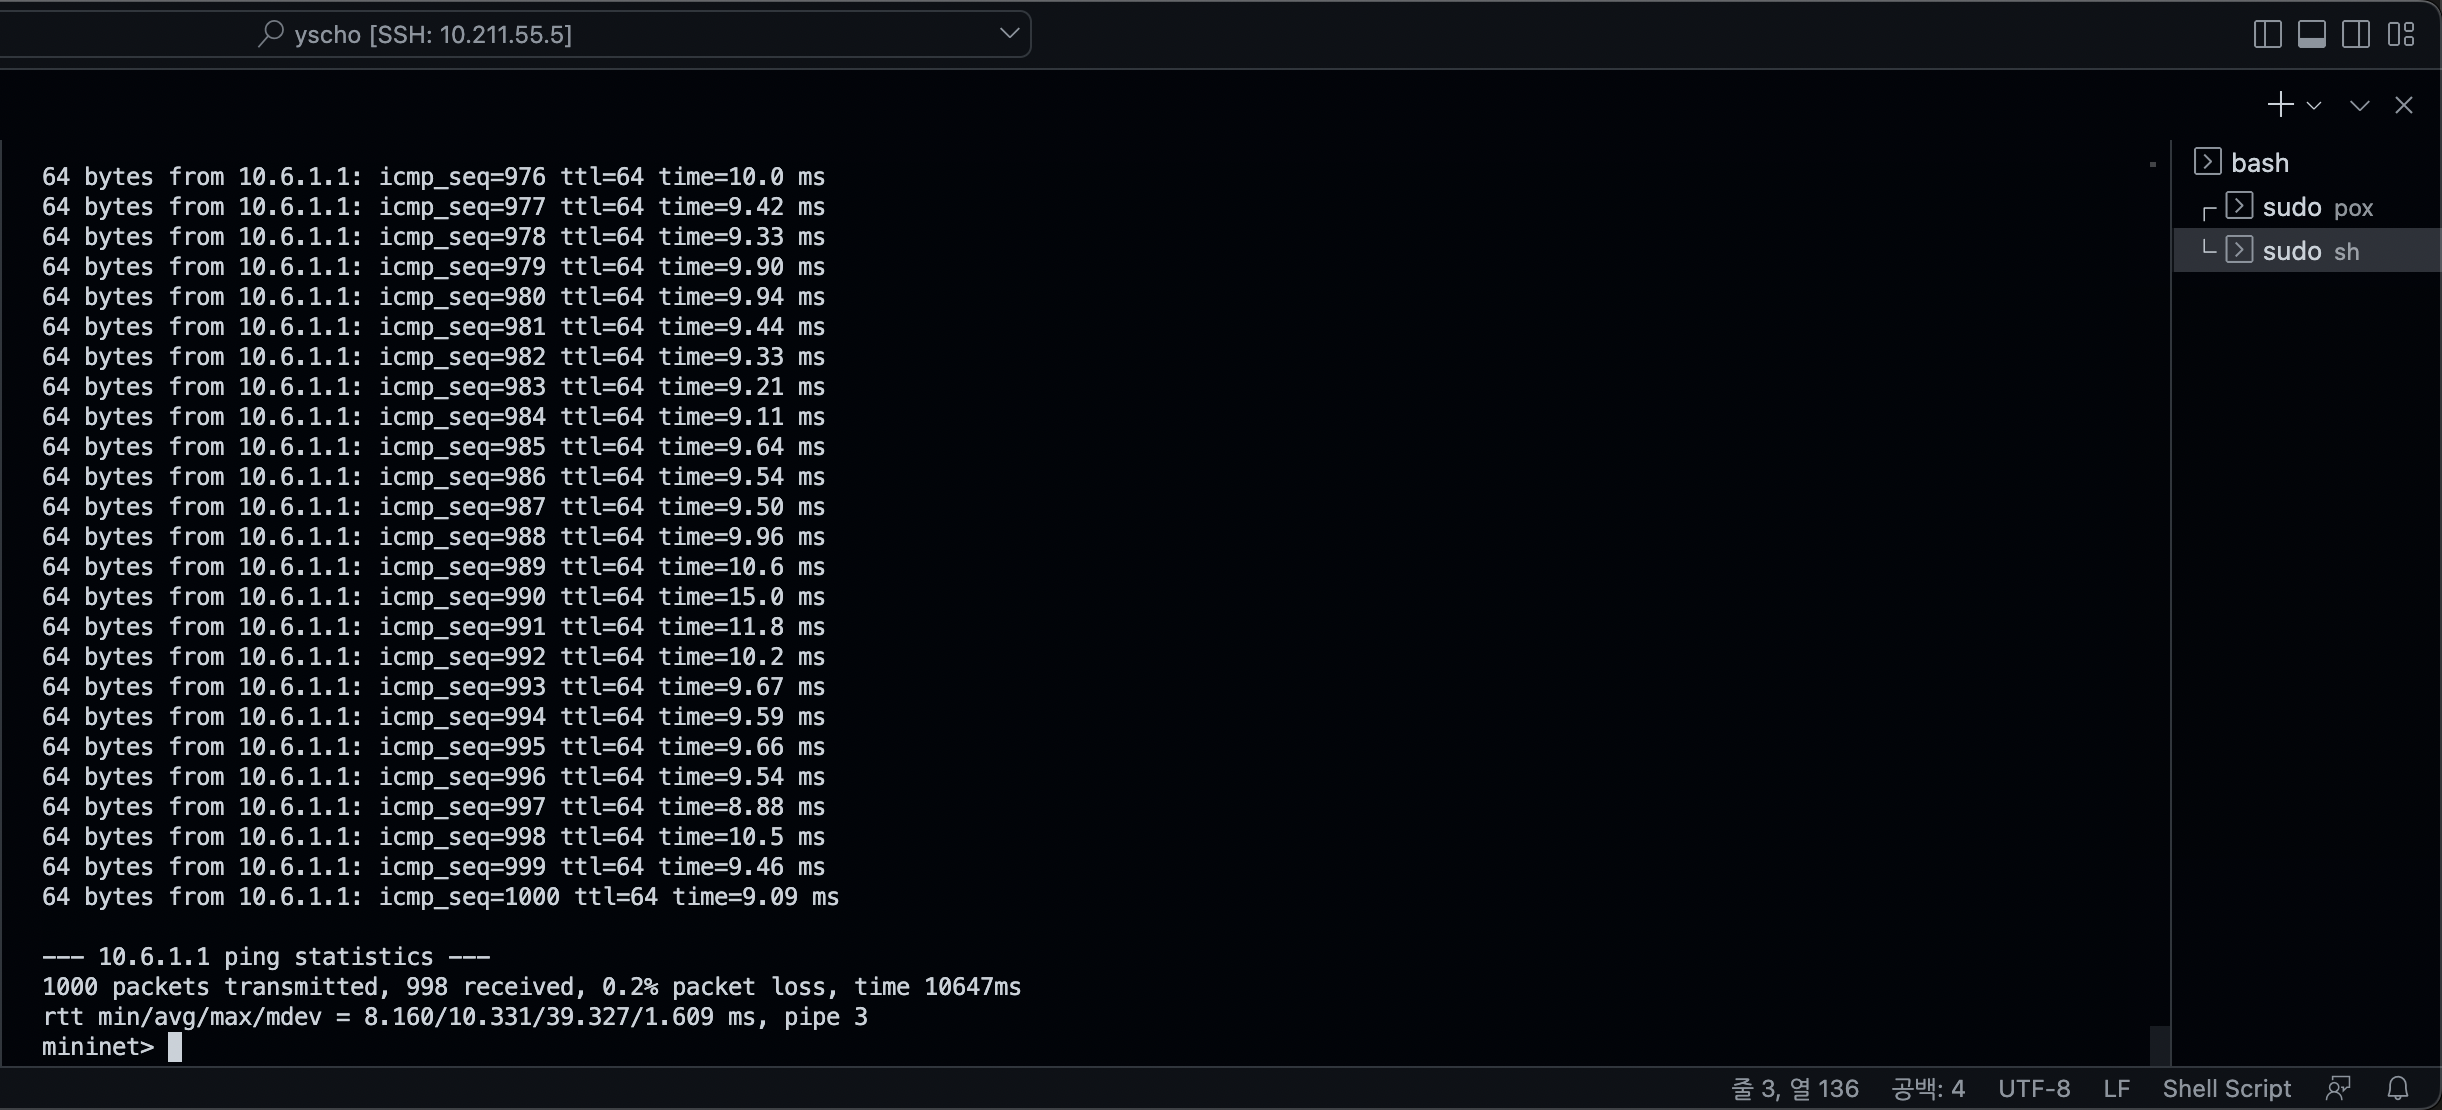 yscho [SSH: 10.211.55.5]
64 bytes from 10.6.1.1: icmp_seq=976 ttl=64 time=10.0 ms
64 bytes from 10.6.1.1: icmp_seq=977 ttl=64 time=9.42 ms
64 bytes from 10.6.1.1: icmp_seq=978 ttl=64 time=9.33 ms
64 bytes from 10.6.1.1: icmp_seq=979 ttl=64 time=9.90 ms
64 bytes from 10.6.1.1: icmp_seq=980 ttl=64 time=9.94 ms
64 bytes from 10.6.1.1: icmp_seq=981 ttl=64 time=9.44 ms
64 bytes from 10.6.1.1: icmp_seq=982 ttl=64 time=9.33 ms
64 bytes from 10.6.1.1: icmp_seq=983 ttl=64 time=9.21 ms
64 bytes from 10.6.1.1: icmp_seq=984 ttl=64 time=9.11 ms
64 bytes from 10.6.1.1: icmp_seq=985 ttl=64 time=9.64 ms
64 bytes from 10.6.1.1: icmp_seq=986 ttl=64 time=9.54 ms
64 bytes from 10.6.1.1: icmp_seq=987 ttl=64 time=9.50 ms
64 bytes from 10.6.1.1: icmp_seq=988 ttl=64 time=9.96 ms
64 bytes from 10.6.1.1: icmp_seq=989 ttl=64 time=10.6 ms
64 bytes from 10.6.1.1: icmp_seq=990 ttl=64 time=15.0 ms
64 bytes from 10.6.1.1: icmp_seq=991 ttl=64 time=11.8 ms
64 bytes from 10.6.1.1: icmp_seq=992 ttl=64 time=10.2 ms
64 bytes from 10.6.1.1: icmp_seq=993 ttl=64 time=9.67 ms
64 bytes from 10.6.1.1: icmp_seq=994 ttl=64 time=9.59 ms
64 bytes from 10.6.1.1: icmp_seq=995 ttl=64 time=9.66 ms
64 bytes from 10.6.1.1: icmp_seq=996 ttl=64 time=9.54 ms
64 bytes from 10.6.1.1: icmp_seq=997 ttl=64 time=8.88 ms
64 bytes from 10.6.1.1: icmp_seq=998 ttl=64 time=10.5 ms
64 bytes from 10.6.1.1: icmp_seq=999 ttl=64 time=9.46 ms
64 bytes from 10.6.1.1: icmp_seq=1000 ttl=64 time=9.09 ms
--- 10.6.1.1 ping statistics ---
1000 packets transmitted, 998 received, 0.2% packet loss, time 10647ms
rtt min/avg/max/mdev = 8.160/10.331/39.327/1.609 ms, pipe 3
mininet>
bash
sudo pox
sudo sh
줄 3, 열 136 공백: 4 UTF-8 LF Shell Script